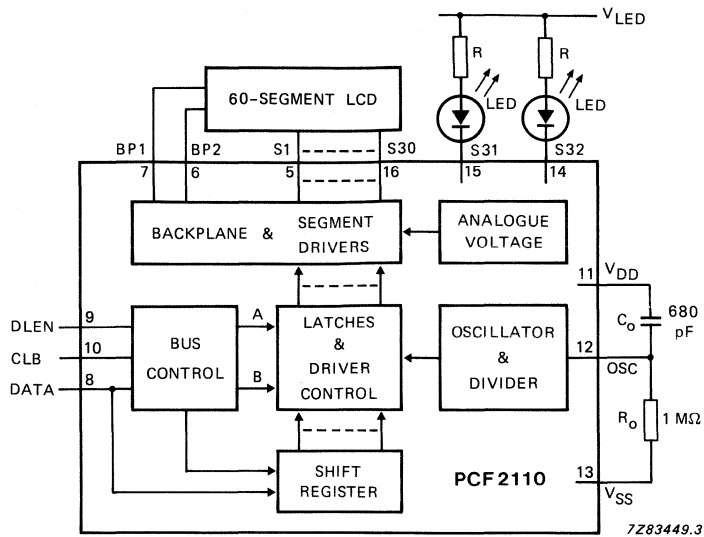 VLED
R
R
60-SEGMENT LCD
LED
LED
BP1
BP2
S1
S30
S31
S32
7
6
5
16
15
14
BACKPLANE & SEGMENT
DRIVERS
ANALOGUE
VOLTAGE
11
VDD
DLEN
9
CLB
10
DATA
8
BUS
CONTROL
A
B
LATCHES
&
DRIVER
CONTROL
OSCILLATOR
&
DIVIDER
Co
680
pF
12
OSC
Ro
1 MΩ
SHIFT
REGISTER
PCF2110
13
VSS
7Z83449.3